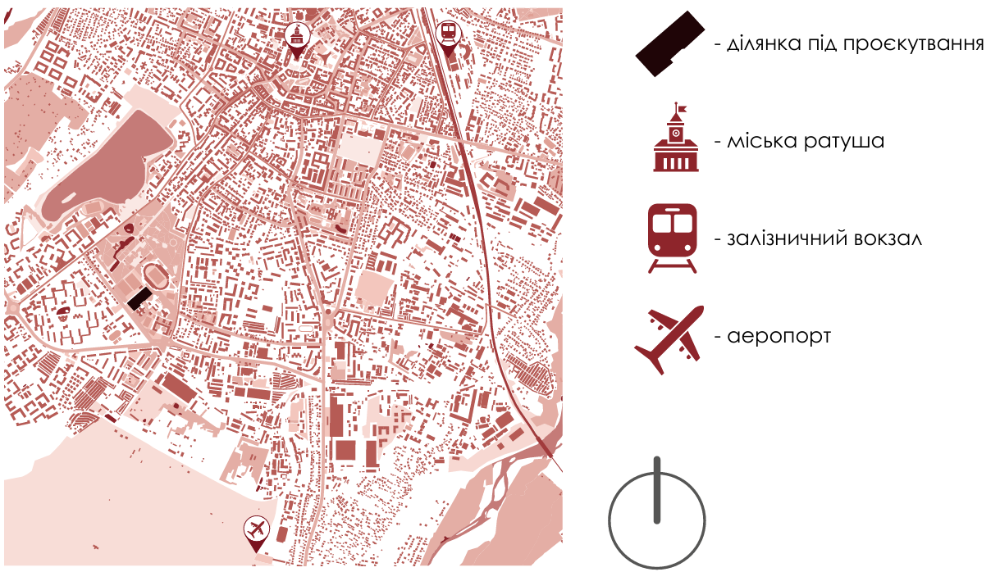 - ділянка під проєкутвання
- міська ратуша
- залізничний вокзал
- аеропорт